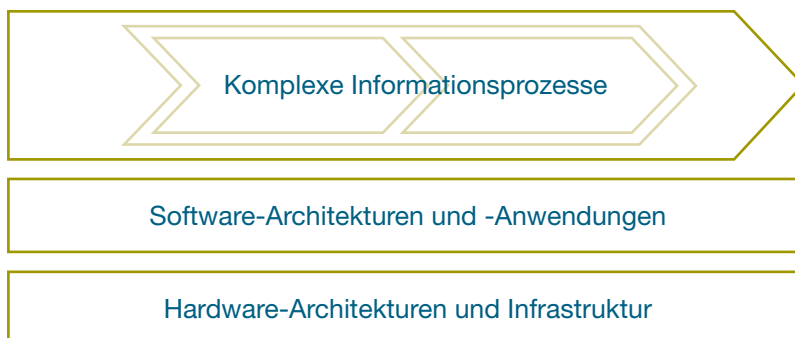 Komplexe Informationsprozesse
Software-Architekturen und -Anwendungen
Hardware-Architekturen und Infrastruktur